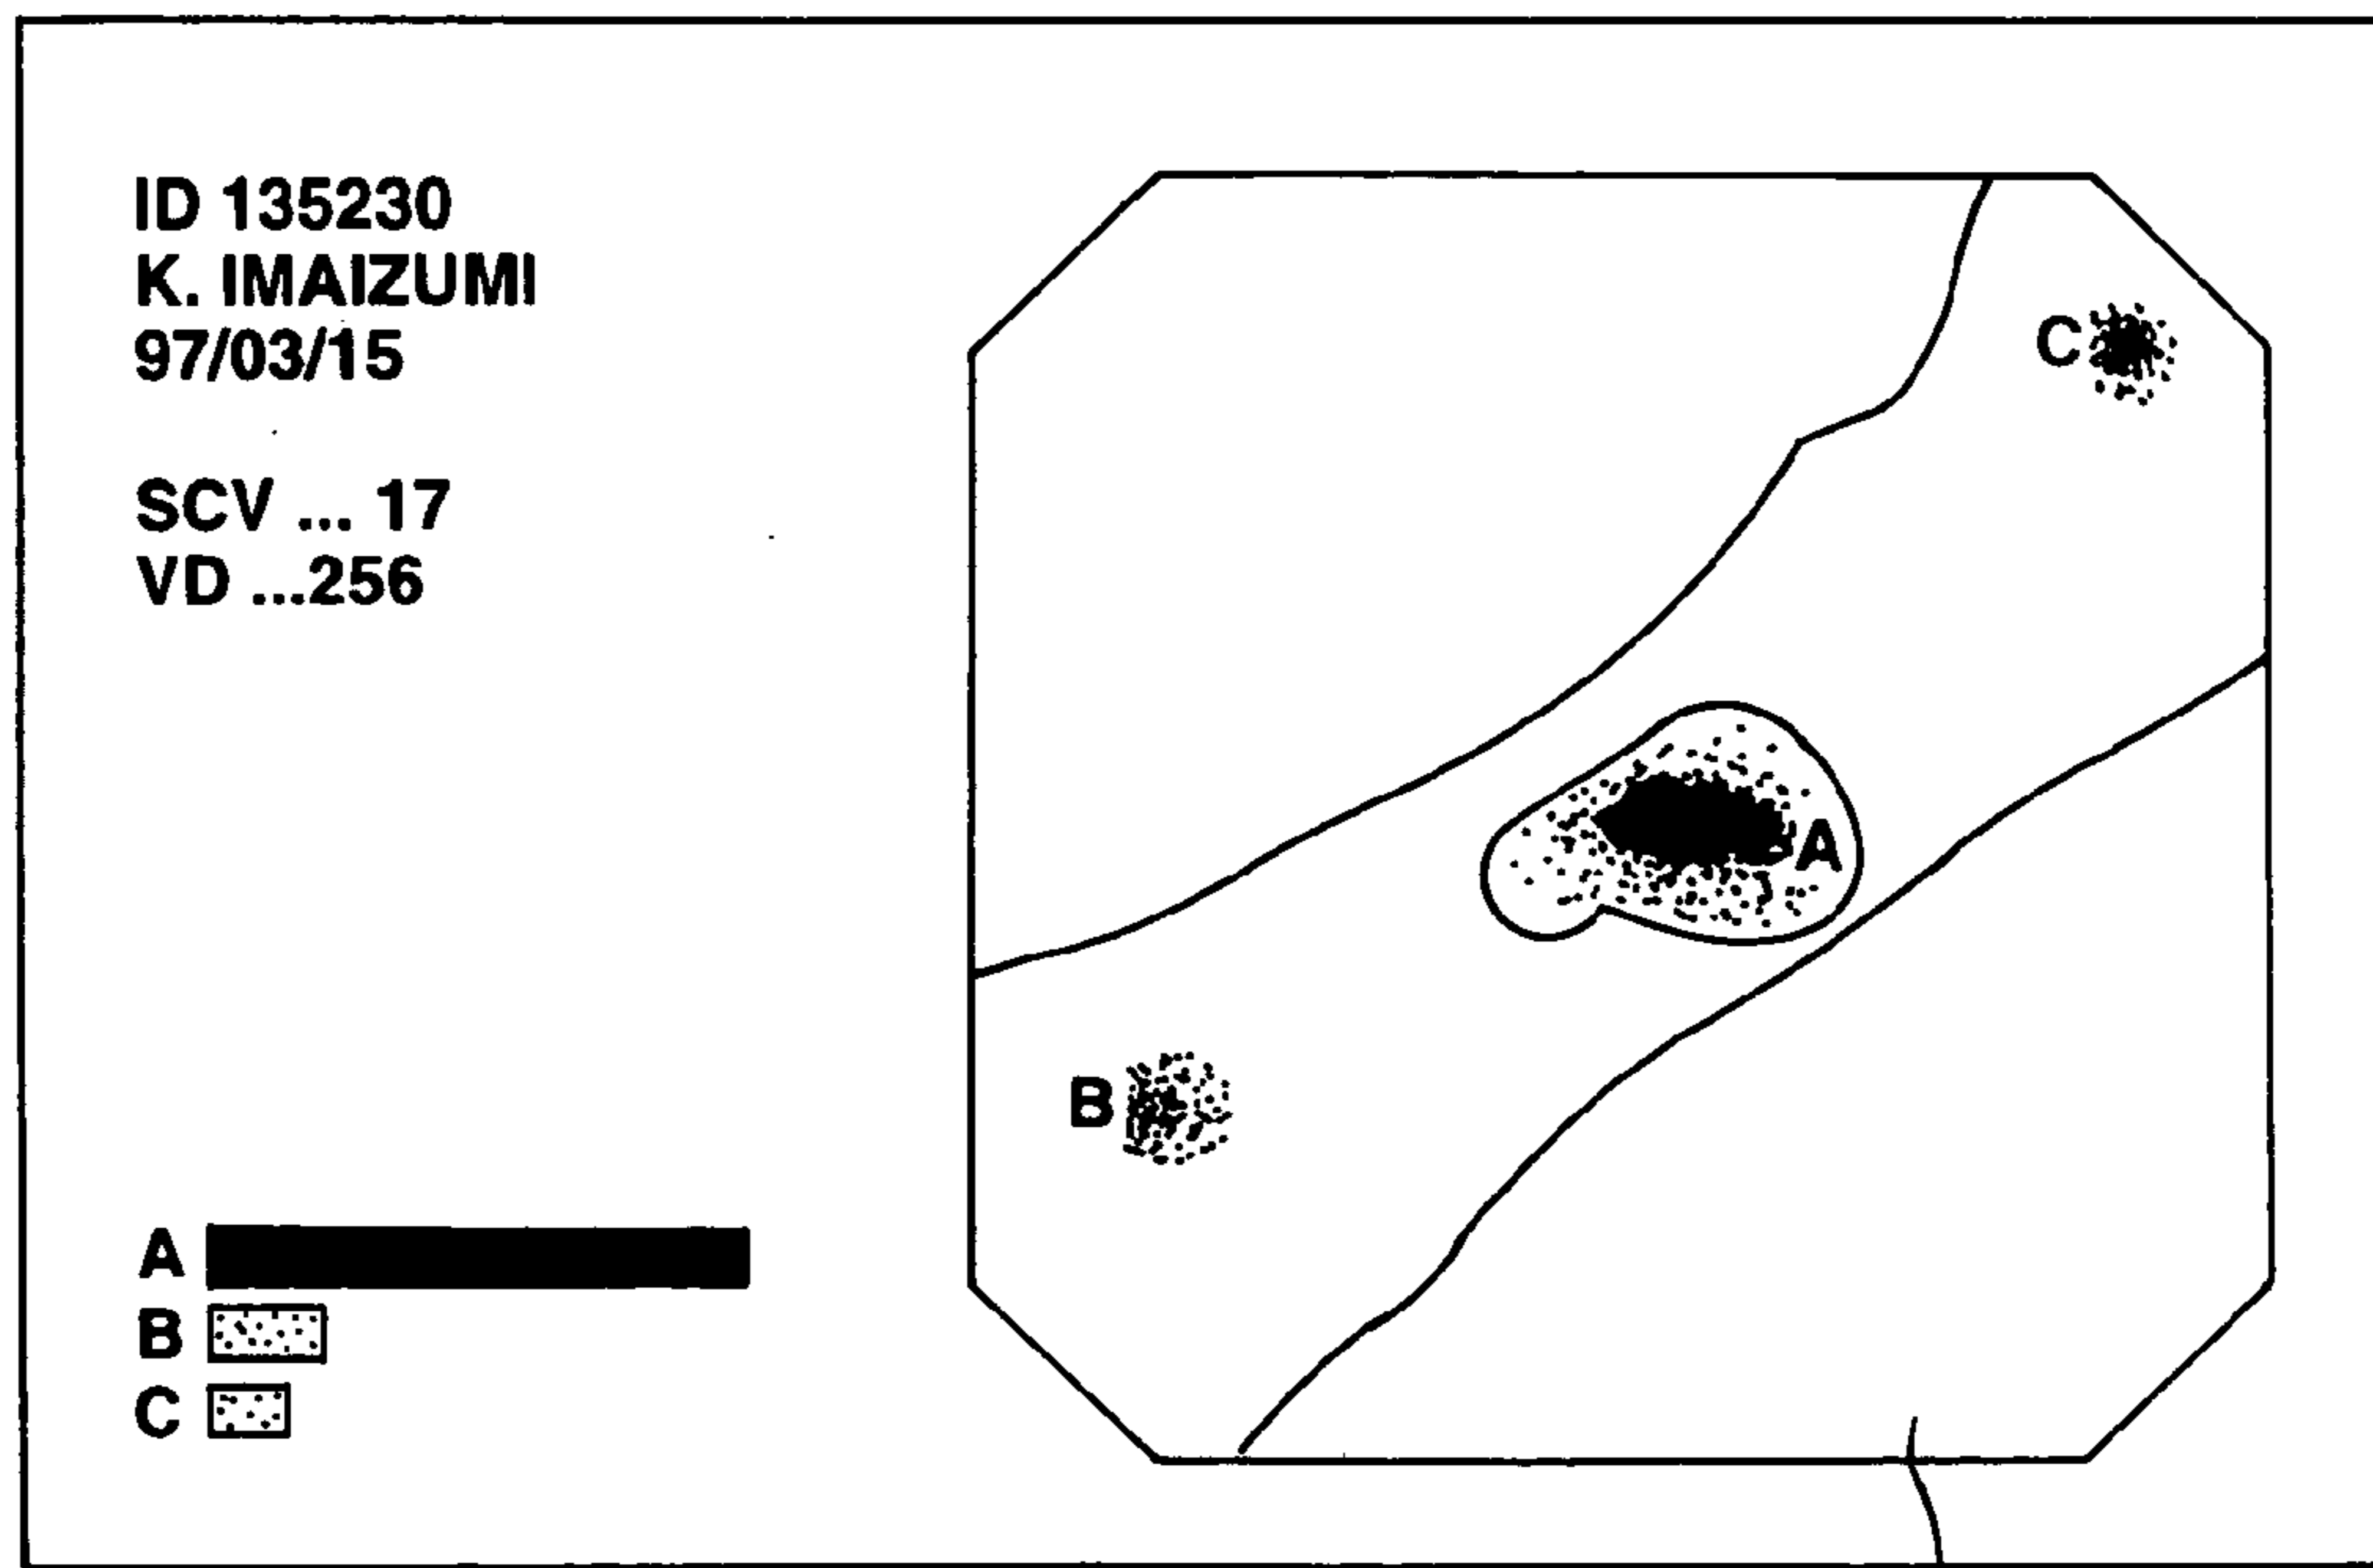 ID 135230
K. IMAIZUMI
97/03/15
SCV ... 17
VD ...256
C
A
B
A
B
C